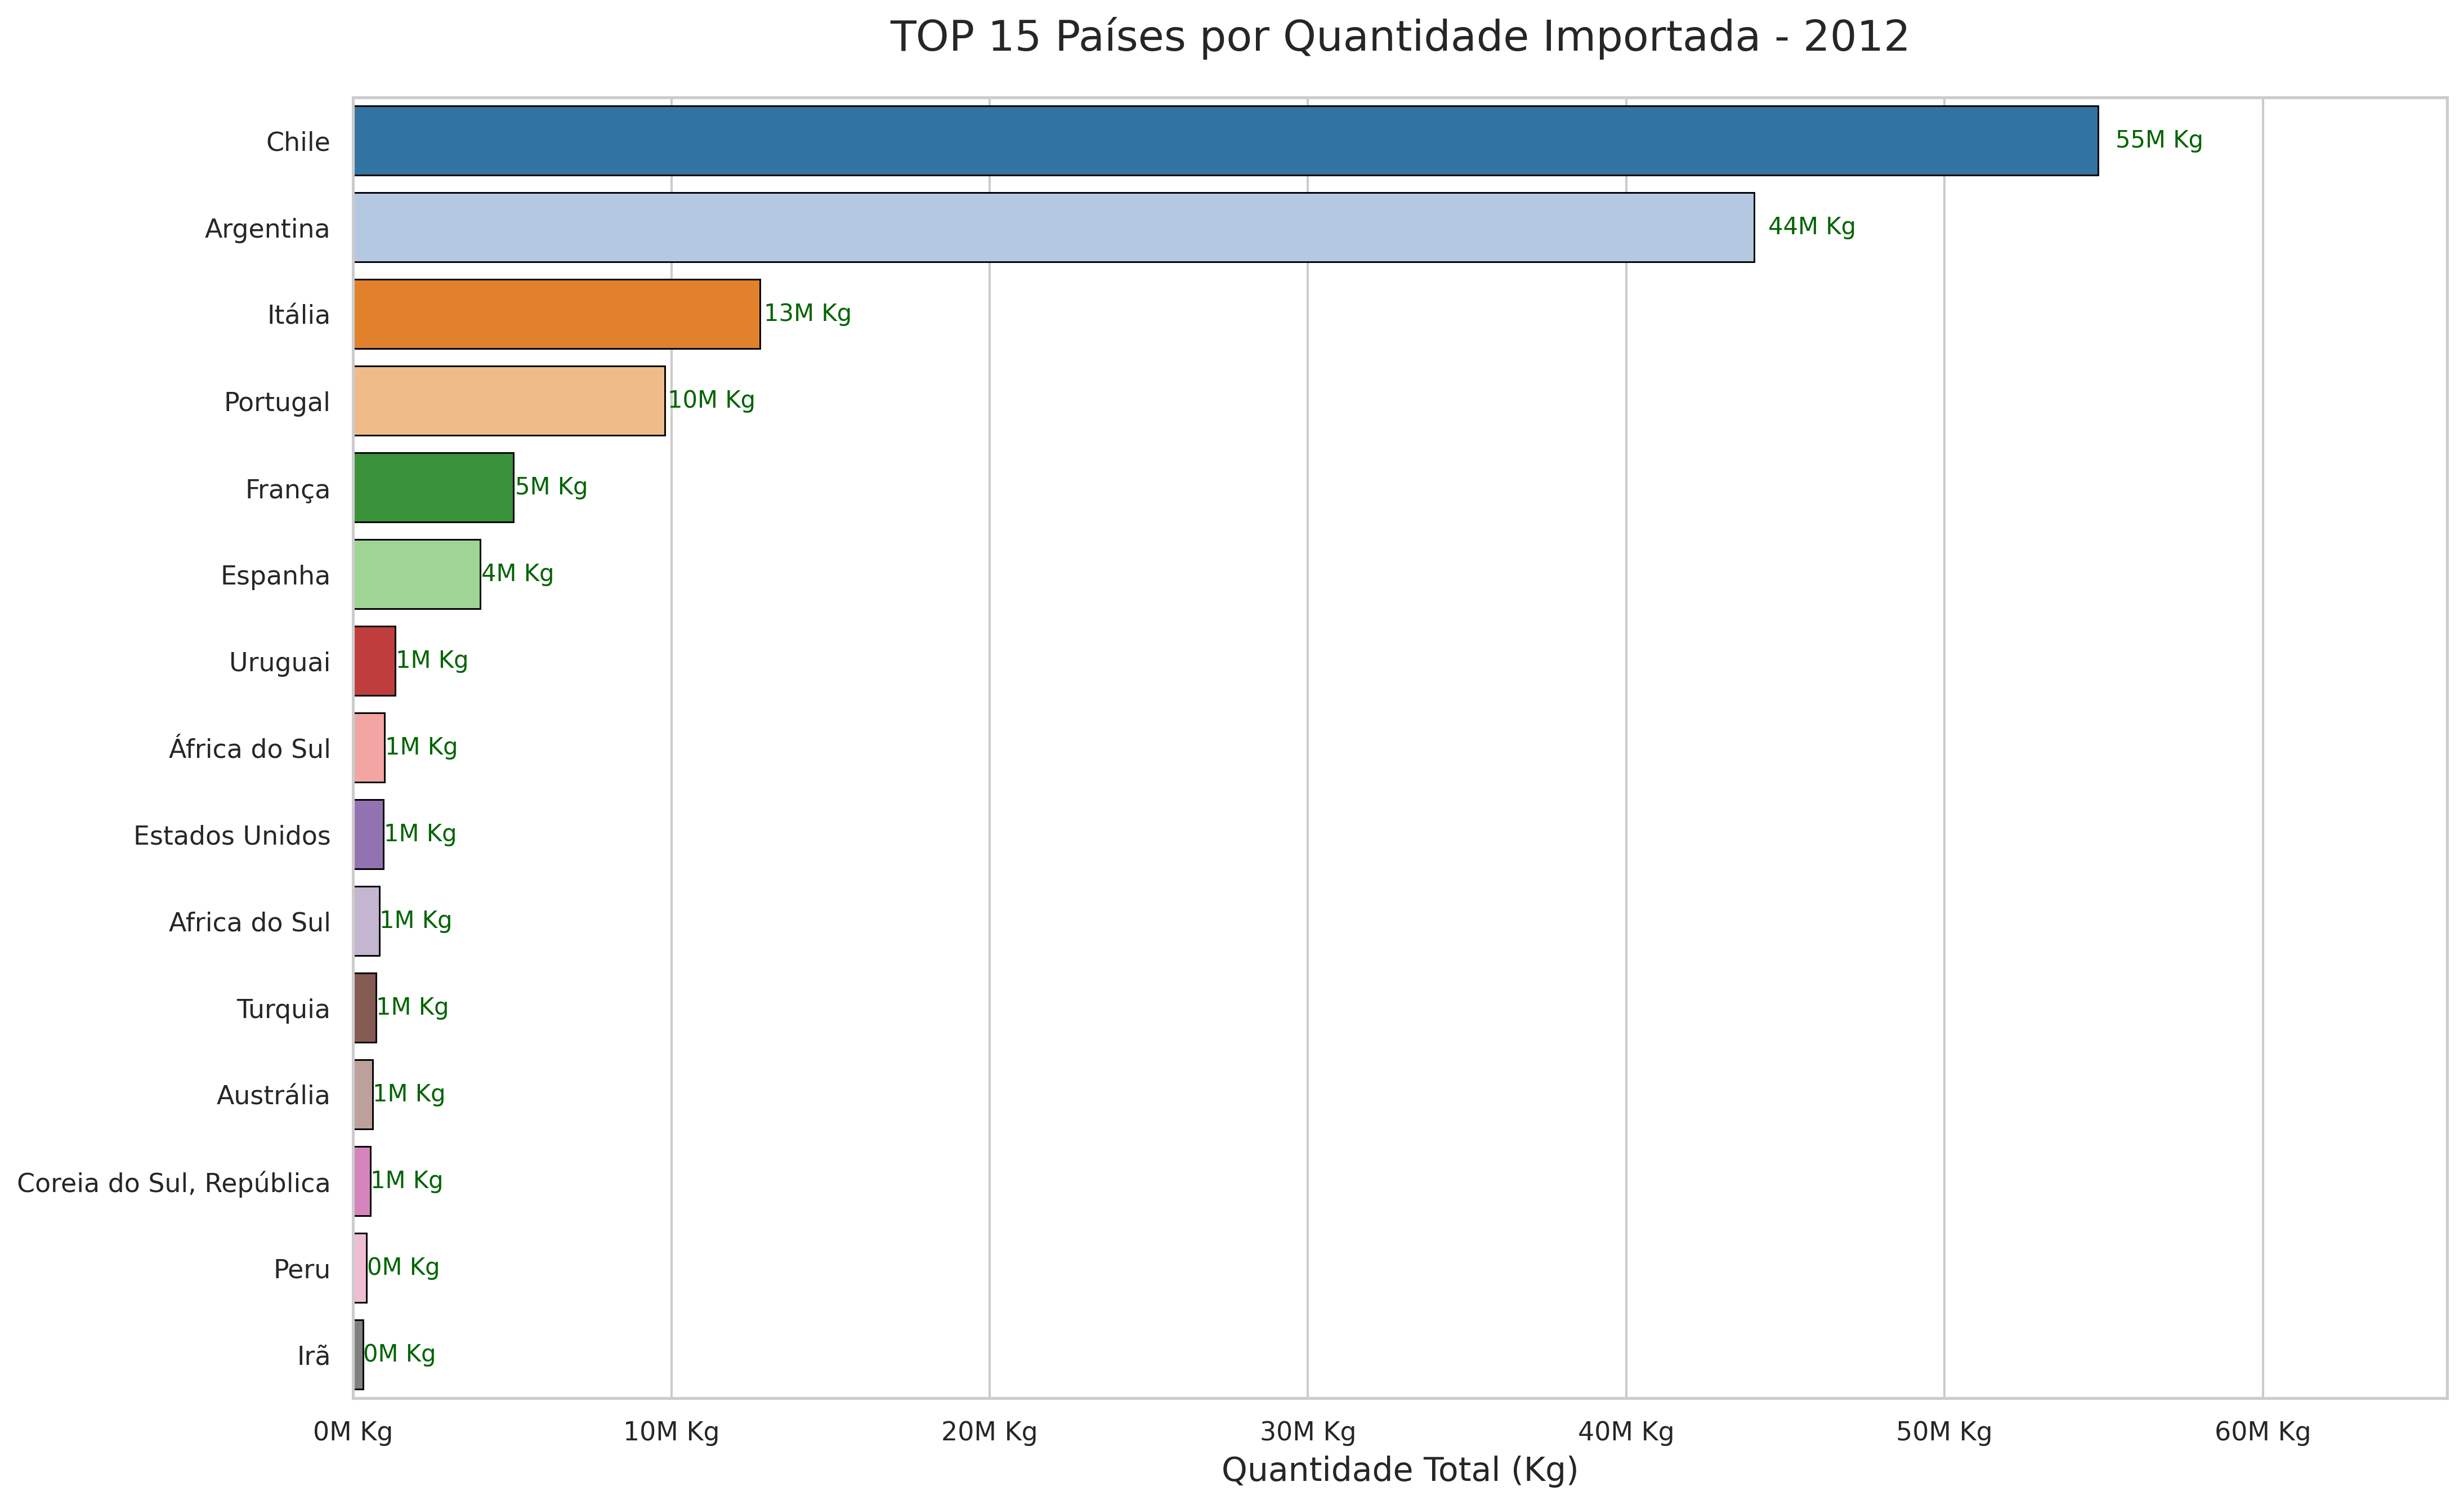 TOP 15 Países por Quantidade Importada - 2012
Chile 55M Kg
Argentina 44M Kg
Itália 13M Kg
Portugal 10M Kg
França 5M Kg
Espanha 4M Kg
Uruguai 1M Kg
África do Sul 1M Kg
Estados Unidos 1M Kg
Africa do Sul 1M Kg
Turquia 1M Kg
Austrália 1M Kg
Coreia do Sul, República 1M Kg
Peru 0M Kg
Irã 0M Kg
0M Kg 10M Kg 20M Kg 30M Kg 40M Kg 50M Kg 60M Kg
Quantidade Total (Kg)